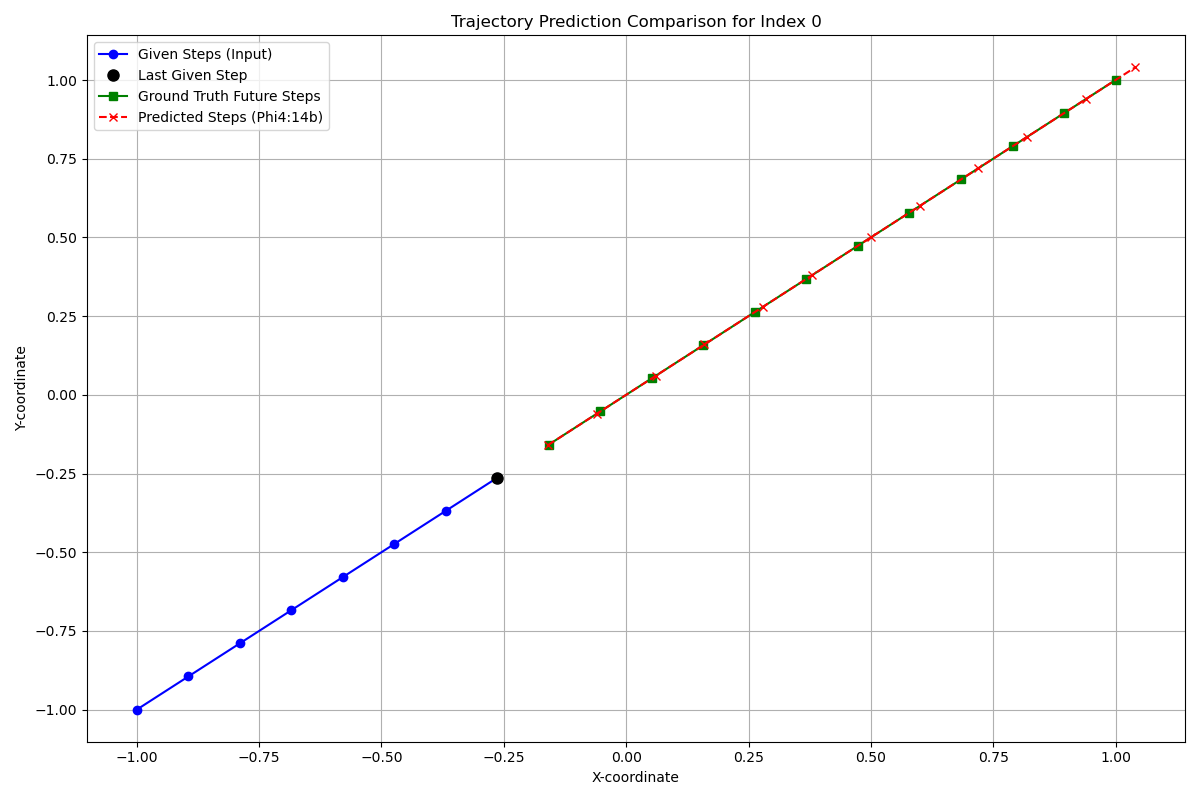 Trajectory Prediction Comparison for Index 0
Given Steps (Input)
Last Given Step
Ground Truth Future Steps
Predicted Steps (Phi4:14b)
1.00
0.75
0.50
0.25
0.00
−0.25
−0.50
−0.75
−1.00
Y-coordinate
−1.00 −0.75 −0.50 −0.25 0.00 0.25 0.50 0.75 1.00
X-coordinate